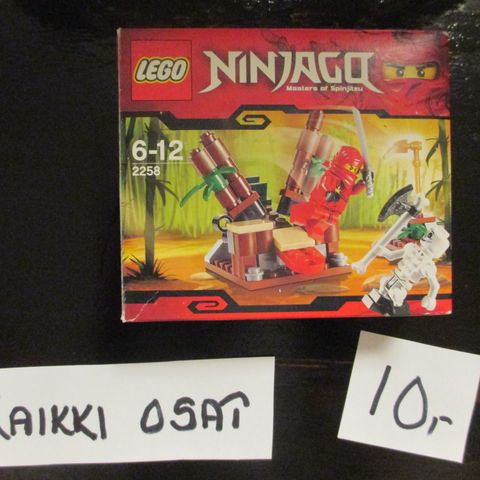 LEGO
NINJAGO
Masters of Spinjitzu
6-12
2258
KAIKKI OSAT
10,-